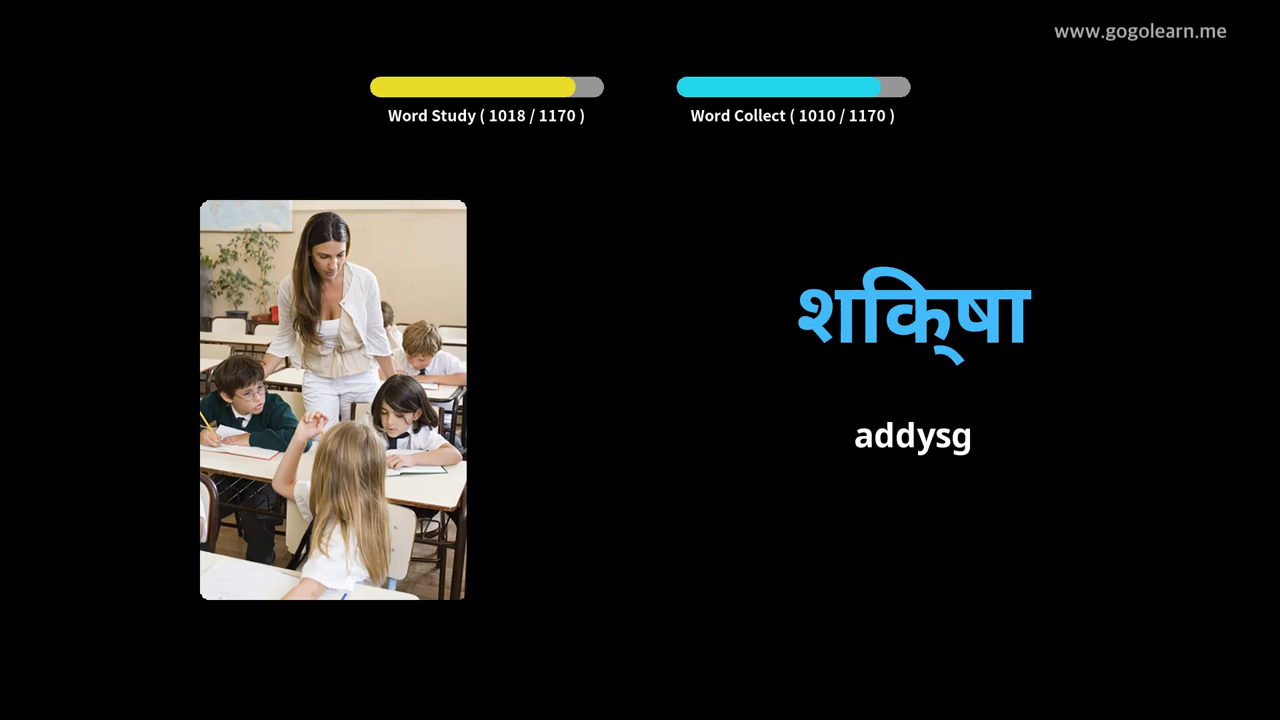 www.gogolearn.me
Word Study ( 1018 / 1170 )
Word Collect ( 1010 / 1170 )
शकि्षा
addysg